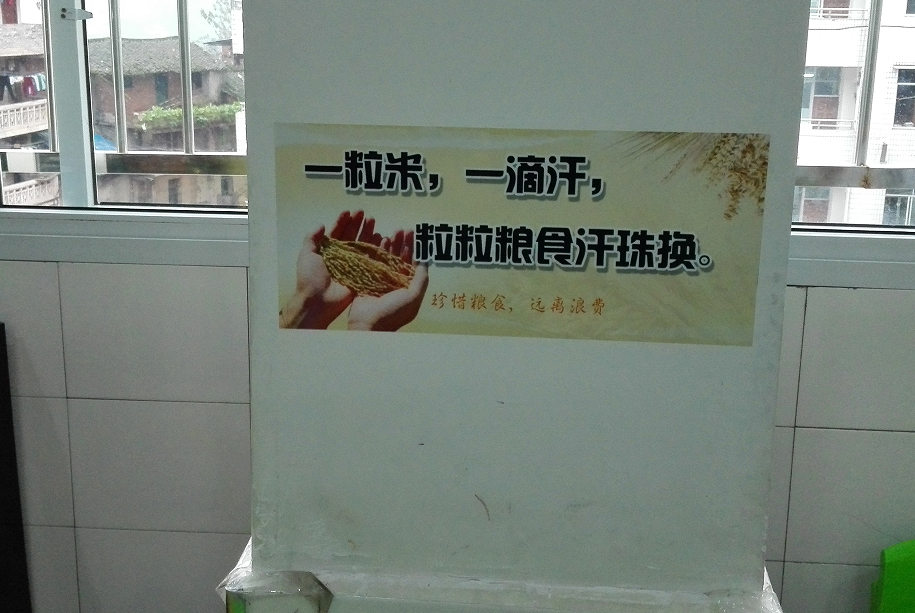 一粒米，一滴汗，
粒粒粮食汗珠换。
珍惜粮食，远离浪费